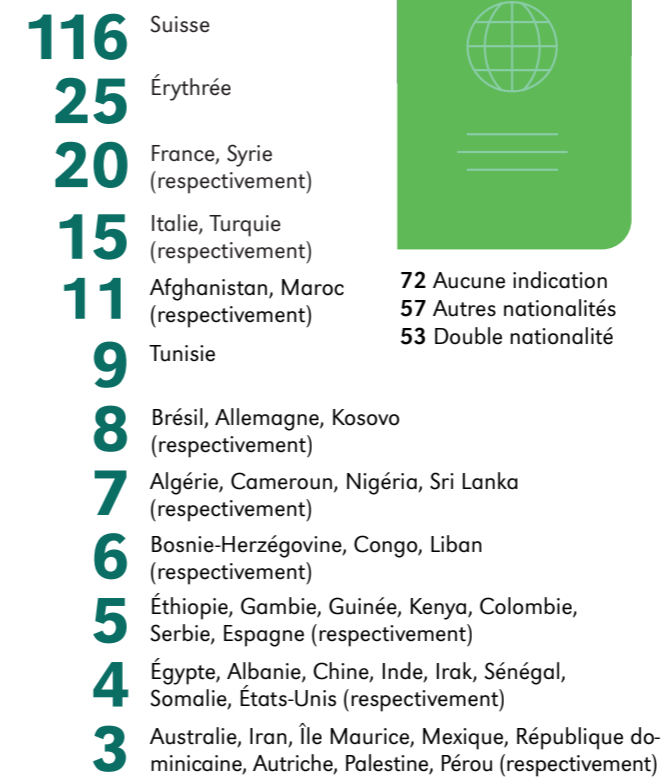 116 Suisse
25 Érythrée
20 France, Syrie
(respectivement)
15 Italie, Turquie
(respectivement)
11 Afghanistan, Maroc
(respectivement)
9 Tunisie
8 Brésil, Allemagne, Kosovo
(respectivement)
7 Algérie, Cameroun, Nigéria, Sri Lanka
(respectivement)
6 Bosnie-Herzégovine, Congo, Liban
(respectivement)
5 Éthiopie, Gambie, Guinée, Kenya, Colombie,
Serbie, Espagne (respectivement)
4 Égypte, Albanie, Chine, Inde, Irak, Sénégal,
Somalie, États-Unis (respectivement)
3 Australie, Iran, Île Maurice, Mexique, République do-
minicaine, Autriche, Palestine, Pérou (respectivement)
72 Aucune indication
57 Autres nationalités
53 Double nationalité